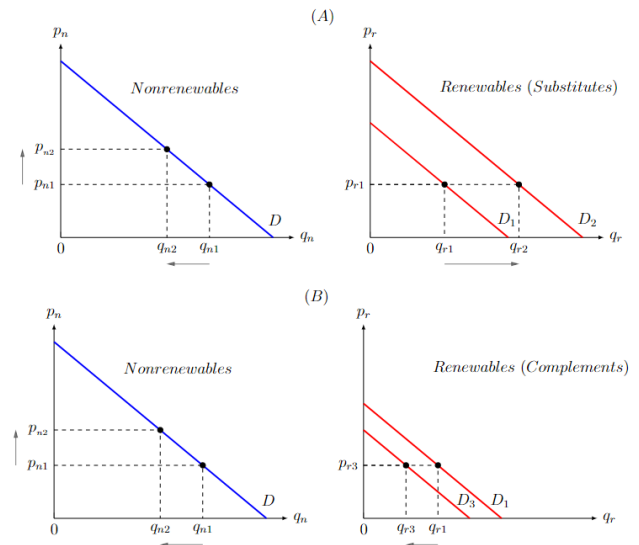 (A)
p_n
p_r
Nonrenewables
Renewables (Substitutes)
p_n2
p_n1
p_r1
D
D_1
D_2
0
q_n2
q_n1
q_n
0
q_r1
q_r2
q_r
(B)
p_n
p_r
Nonrenewables
Renewables (Complements)
p_n2
p_n1
p_r3
D
D_3
D_1
0
q_n2
q_n1
q_n
0
q_r3
q_r1
q_r